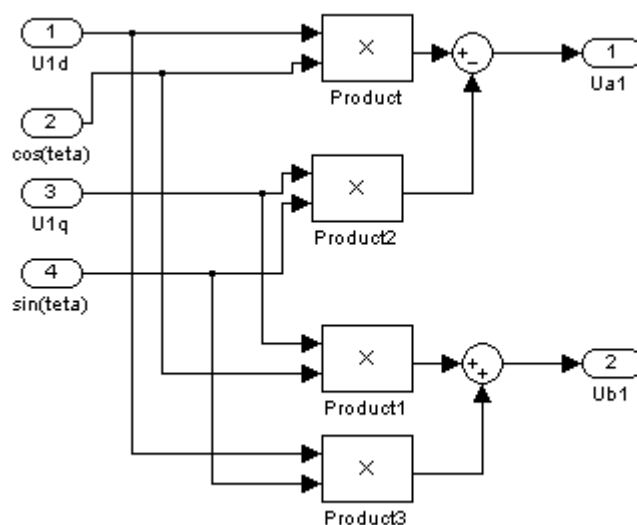 1
U1d
2
cos(teta)
3
U1q
4
sin(teta)
×
Product
×
Product2
×
Product1
×
Product3
+
−
1
Ua1
+
+
2
Ub1